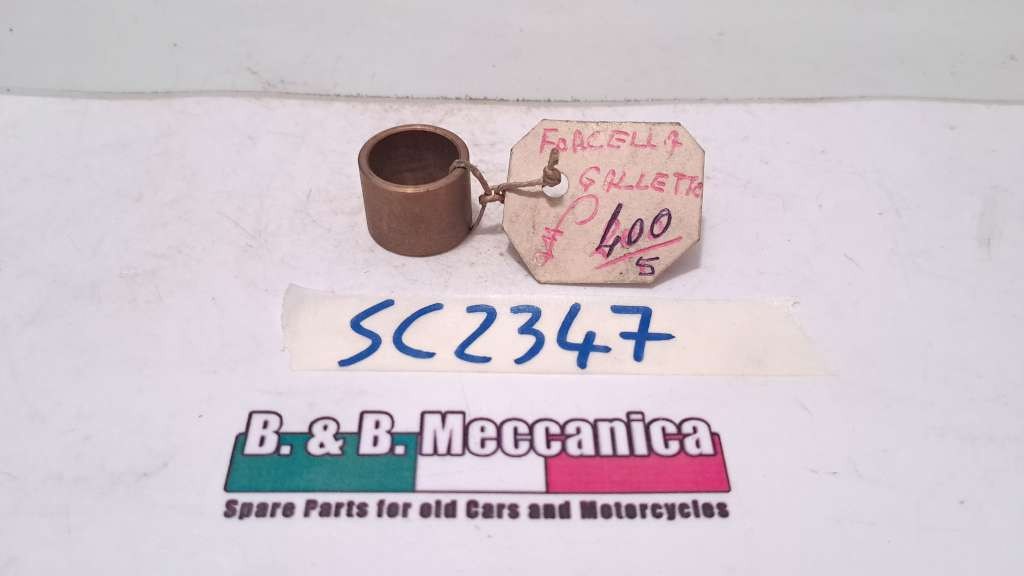 FORCELLA
GALLETTO
400
5
SC2347
B. & B. Meccanica
Spare Parts for old Cars and Motorcycles